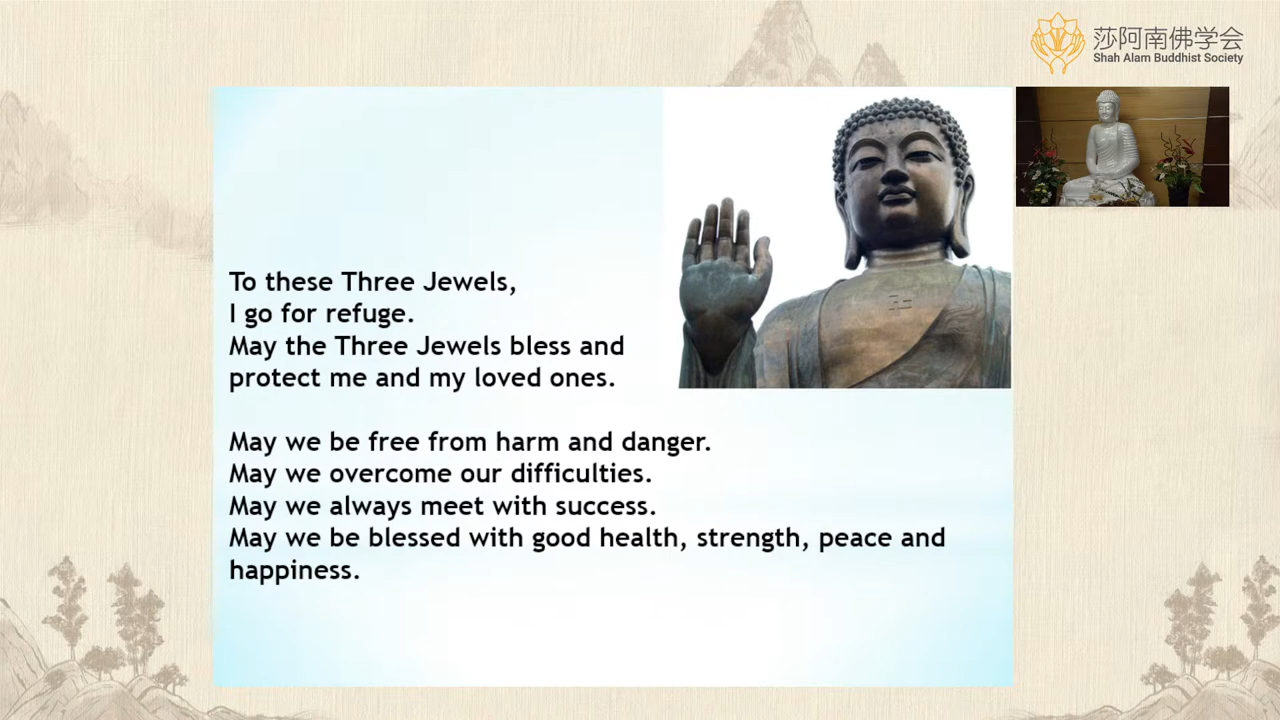 莎阿南佛学会
Shah Alam Buddhist Society
To these Three Jewels,
I go for refuge.
May the Three Jewels bless and
protect me and my loved ones.
May we be free from harm and danger.
May we overcome our difficulties.
May we always meet with success.
May we be blessed with good health, strength, peace and
happiness.